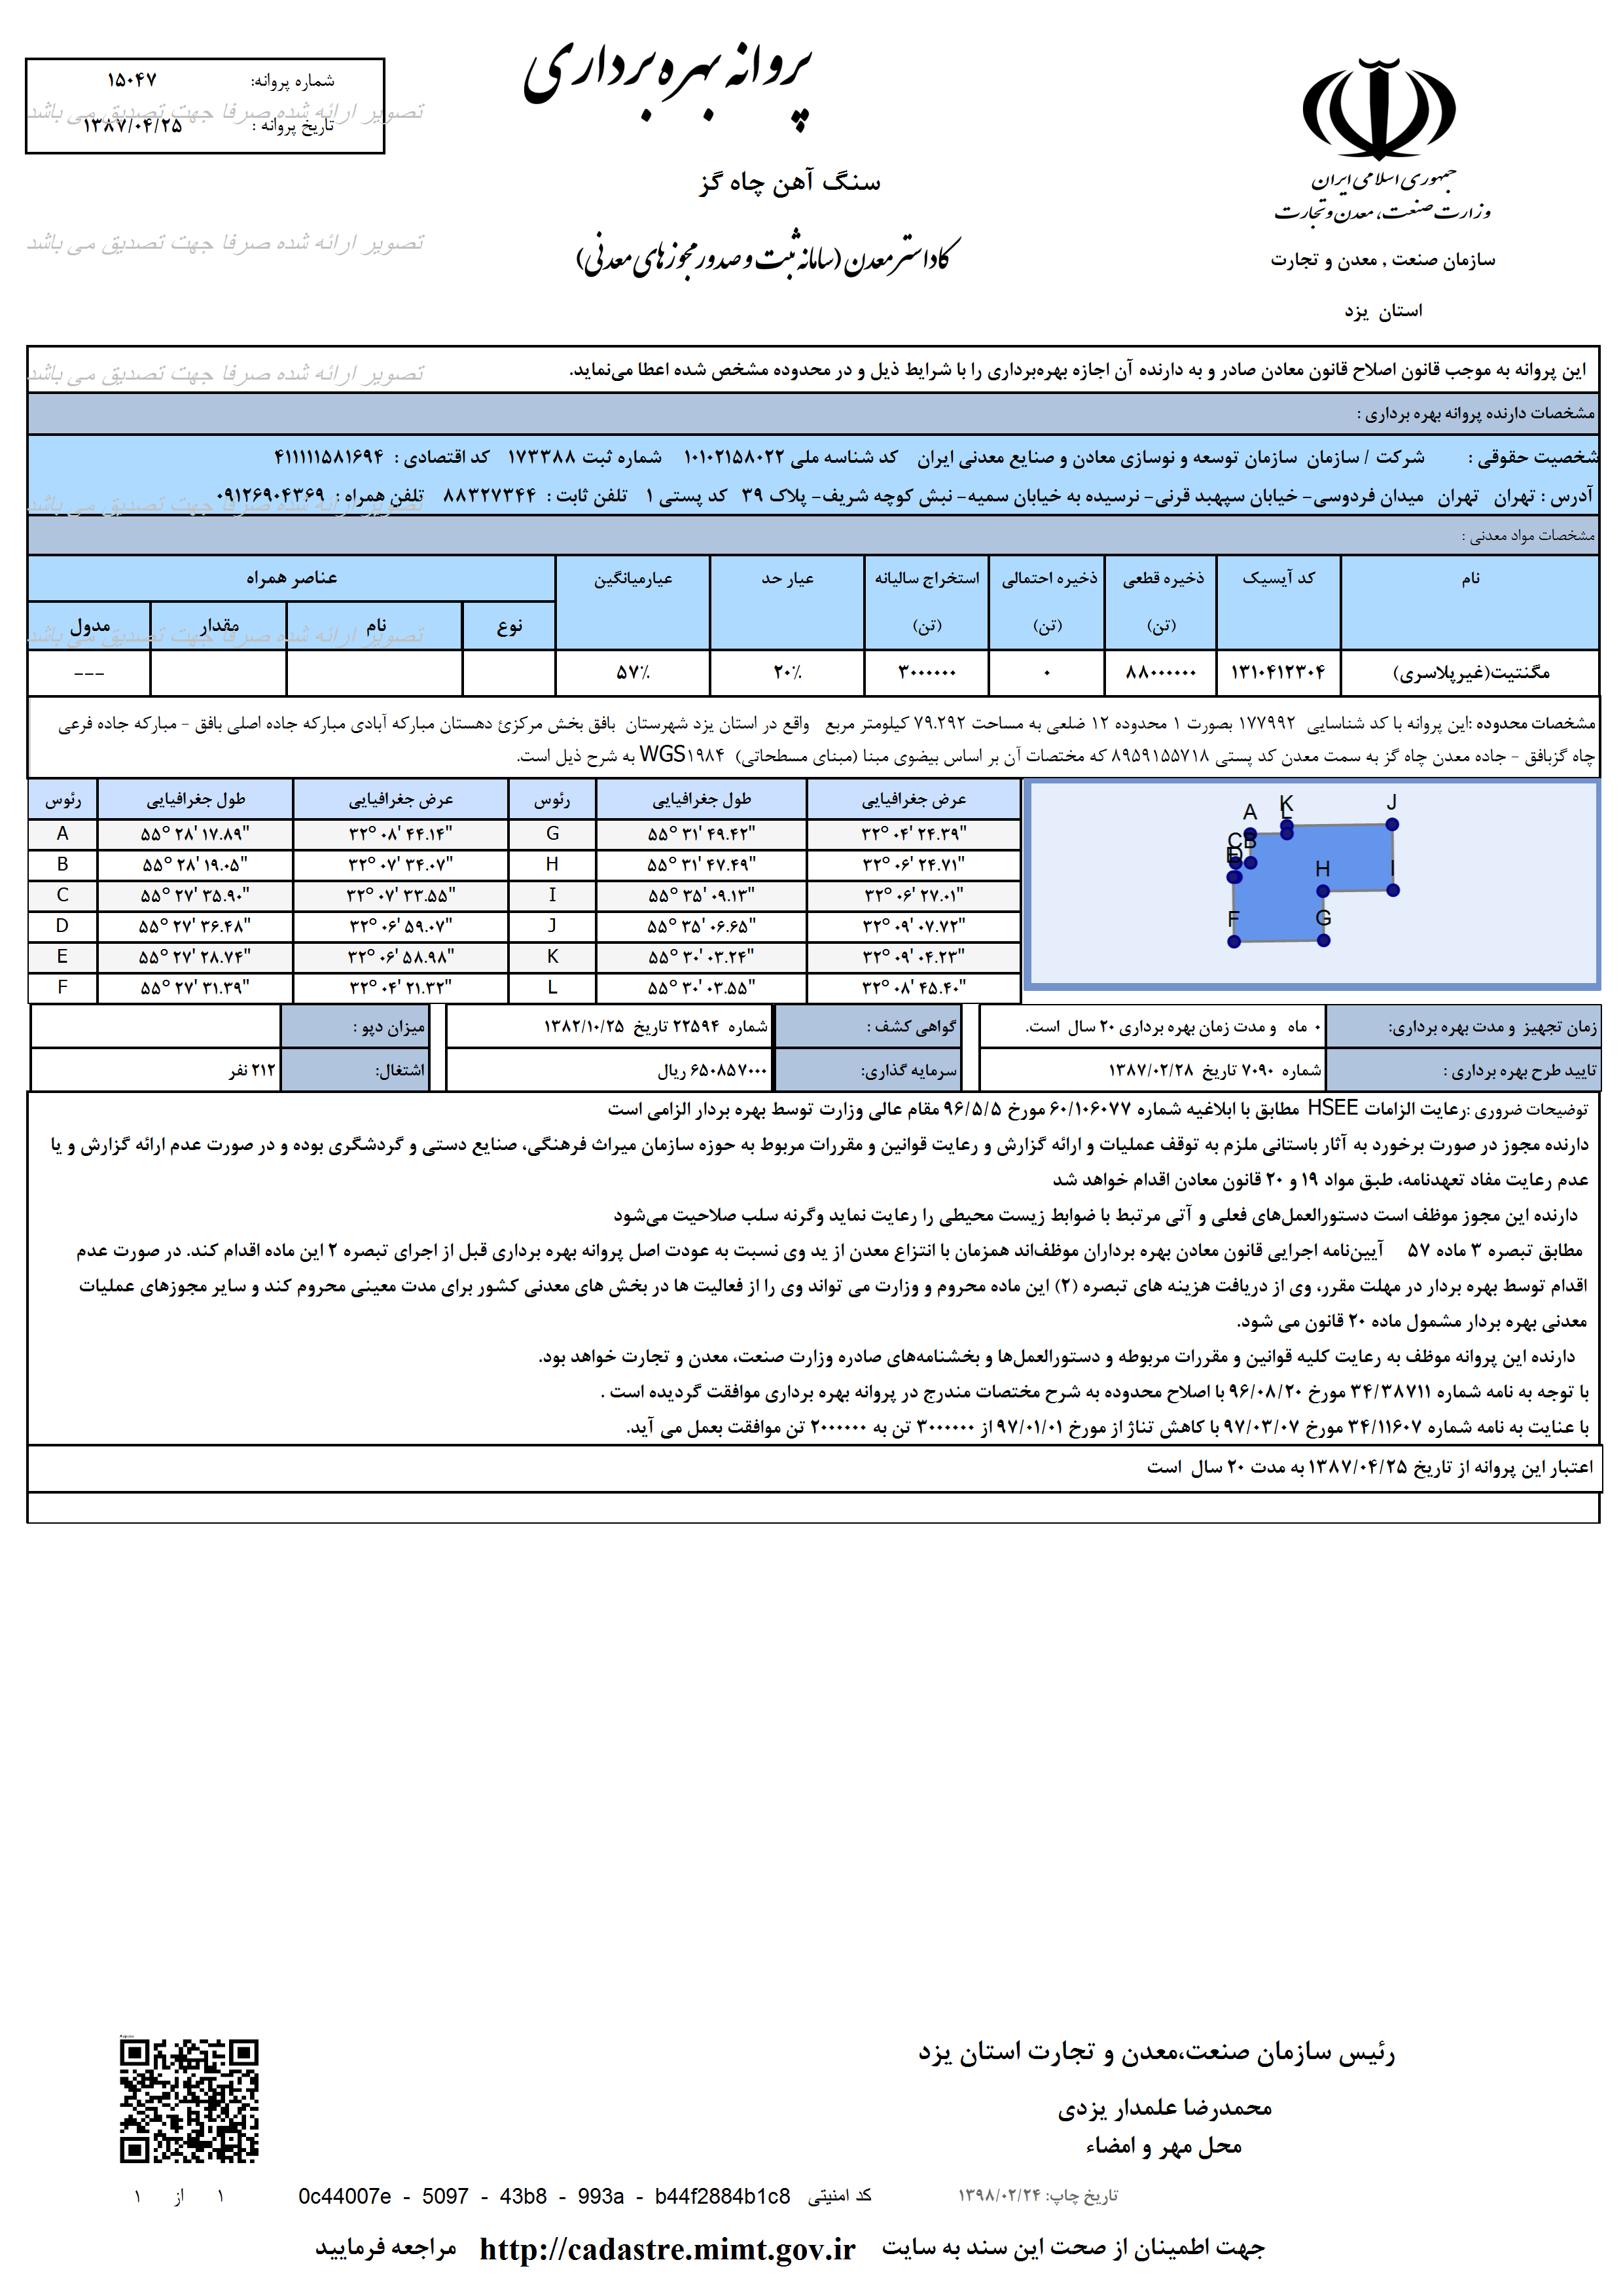 پروانه بهره برداری
سنگ آهن چاه گز
کاداستر معدن (سامانه ثبت و صدور مجوزهای معدنی)
جمهوری اسلامی ایران
وزارت صنعت، معدن و تجارت
سازمان صنعت , معدن و تجارت
استان یزد
شماره پروانه: ۱۵۰۴۷
تاریخ پروانه : ۱۳۸۷/۰۴/۲۵
تصویر ارائه شده صرفا جهت تصدیق می باشد
تصویر ارائه شده صرفا جهت تصدیق می باشد
تصویر ارائه شده صرفا جهت تصدیق می باشد
تصویر ارائه شده صرفا جهت تصدیق می باشد
تصویر ارائه شده صرفا جهت تصدیق می باشد
این پروانه به موجب قانون اصلاح قانون معادن صادر و به دارنده آن اجازه بهره‌برداری را با شرایط ذیل و در محدوده مشخص شده اعطا می‌نماید.
مشخصات دارنده پروانه بهره برداری :
شخصیت حقوقی : شرکت / سازمان سازمان توسعه و نوسازی معادن و صنایع معدنی ایران کد شناسه ملی ۱۰۱۰۲۱۵۸۰۲۲ شماره ثبت ۱۷۳۳۸۸ کد اقتصادی : ۴۱۱۱۱۱۵۸۱۶۹۴
آدرس : تهران تهران میدان فردوسی- خیابان سپهبد قرنی- نرسیده به خیابان سمیه- نبش کوچه شریف- پلاک ۳۹ کد پستی ۱ تلفن ثابت : ۸۸۳۲۷۳۴۴ تلفن همراه : ۰۹۱۲۶۹۰۴۳۶۹
مشخصات مواد معدنی :
نام کد آیسیک ذخیره قطعی (تن) ذخیره احتمالی (تن) استخراج سالیانه (تن) عیار حد عیارمیانگین عناصر همراه
نوع نام مقدار مدول
مگنتیت(غیرپلاسری) ۱۳۱۰۴۱۲۳۰۴ ۸۸۰۰۰۰۰۰ ۰ ۳۰۰۰۰۰۰ ۲۰٪ ۵۷٪ ---
مشخصات محدوده :این پروانه با کد شناسایی ۱۷۷۹۹۲ بصورت ۱ محدوده ۱۲ ضلعی به مساحت ۷۹.۲۹۲ کیلومتر مربع واقع در استان یزد شهرستان بافق بخش مرکزئ دهستان مبارکه آبادی مبارکه جاده اصلی بافق - مبارکه جاده فرعی
چاه گزبافق - جاده معدن چاه گز به سمت معدن کد پستی ۸۹۵۹۱۵۵۷۱۸ که مختصات آن بر اساس بیضوی مبنا (مبنای مسطحاتی) WGS۱۹۸۴ به شرح ذیل است.
رئوس طول جغرافیایی عرض جغرافیایی رئوس طول جغرافیایی عرض جغرافیایی
A ۵۵° ۲۸' ۱۷.۸۹" ۳۲° ۰۸' ۴۴.۱۴" G ۵۵° ۳۱' ۴۹.۴۲" ۳۲° ۰۴' ۲۴.۳۹"
B ۵۵° ۲۸' ۱۹.۰۵" ۳۲° ۰۷' ۳۴.۰۷" H ۵۵° ۳۱' ۴۷.۴۹" ۳۲° ۰۶' ۲۴.۷۱"
C ۵۵° ۲۷' ۳۵.۹۰" ۳۲° ۰۷' ۳۳.۵۵" I ۵۵° ۳۵' ۰۹.۱۳" ۳۲° ۰۶' ۲۷.۰۱"
D ۵۵° ۲۷' ۳۶.۴۸" ۳۲° ۰۶' ۵۹.۰۷" J ۵۵° ۳۵' ۰۶.۶۵" ۳۲° ۰۹' ۰۷.۷۲"
E ۵۵° ۲۷' ۲۸.۷۴" ۳۲° ۰۶' ۵۸.۹۸" K ۵۵° ۳۰' ۰۳.۲۴" ۳۲° ۰۹' ۰۴.۲۳"
F ۵۵° ۲۷' ۳۱.۳۹" ۳۲° ۰۴' ۲۱.۳۲" L ۵۵° ۳۰' ۰۳.۵۵" ۳۲° ۰۸' ۴۵.۴۰"
A K L J
C B E D H I
F G
زمان تجهیز و مدت بهره برداری: ۰ ماه و مدت زمان بهره برداری ۲۰ سال است. گواهی کشف : شماره ۲۲۵۹۴ تاریخ ۱۳۸۲/۱۰/۲۵ میزان دپو :
تایید طرح بهره برداری : شماره ۷۰۹۰ تاریخ ۱۳۸۷/۰۲/۲۸ سرمایه گذاری: ۶۵۰۸۵۷۰۰۰ ریال اشتغال: ۲۱۲ نفر
توضیحات ضروری :رعایت الزامات HSEE مطابق با ابلاغیه شماره ۶۰/۱۰۶۰۷۷ مورخ ۹۶/۵/۵ مقام عالی وزارت توسط بهره بردار الزامی است
دارنده مجوز در صورت برخورد به آثار باستانی ملزم به توقف عملیات و ارائه گزارش و رعایت قوانین و مقررات مربوط به حوزه سازمان میراث فرهنگی، صنایع دستی و گردشگری بوده و در صورت عدم ارائه گزارش و یا
عدم رعایت مفاد تعهدنامه، طبق مواد ۱۹ و ۲۰ قانون معادن اقدام خواهد شد
دارنده این مجوز موظف است دستورالعمل‌های فعلی و آتی مرتبط با ضوابط زیست محیطی را رعایت نماید وگرنه سلب صلاحیت می‌شود
مطابق تبصره ۳ ماده ۵۷ آیین‌نامه اجرایی قانون معادن بهره برداران موظف‌اند همزمان با انتزاع معدن از ید وی نسبت به عودت اصل پروانه بهره برداری قبل از اجرای تبصره ۲ این ماده اقدام کند. در صورت عدم
اقدام توسط بهره بردار در مهلت مقرر، وی از دریافت هزینه های تبصره (۲) این ماده محروم و وزارت می تواند وی را از فعالیت ها در بخش های معدنی کشور برای مدت معینی محروم کند و سایر مجوزهای عملیات
معدنی بهره بردار مشمول ماده ۲۰ قانون می شود.
دارنده این پروانه موظف به رعایت کلیه قوانین و مقررات مربوطه و دستورالعمل‌ها و بخشنامه‌های صادره وزارت صنعت، معدن و تجارت خواهد بود.
با توجه به نامه شماره ۳۴/۳۸۷۱۱ مورخ ۹۶/۰۸/۲۰ با اصلاح محدوده به شرح مختصات مندرج در پروانه بهره برداری موافقت گردیده است .
با عنایت به نامه شماره ۳۴/۱۱۶۰۷ مورخ ۹۷/۰۳/۰۷ با کاهش تناژ از مورخ ۹۷/۰۱/۰۱ از ۳۰۰۰۰۰۰ تن به ۲۰۰۰۰۰۰ تن موافقت بعمل می آید.
اعتبار این پروانه از تاریخ ۱۳۸۷/۰۴/۲۵ به مدت ۲۰ سال است
رئیس سازمان صنعت،معدن و تجارت استان یزد
محمدرضا علمدار یزدی
محل مهر و امضاء
تاریخ چاپ: ۱۳۹۸/۰۲/۲۴ کد امنیتی 0c44007e - 5097 - 43b8 - 993a - b44f2884b1c8 ۱ از ۱
جهت اطمینان از صحت این سند به سایت http://cadastre.mimt.gov.ir مراجعه فرمایید